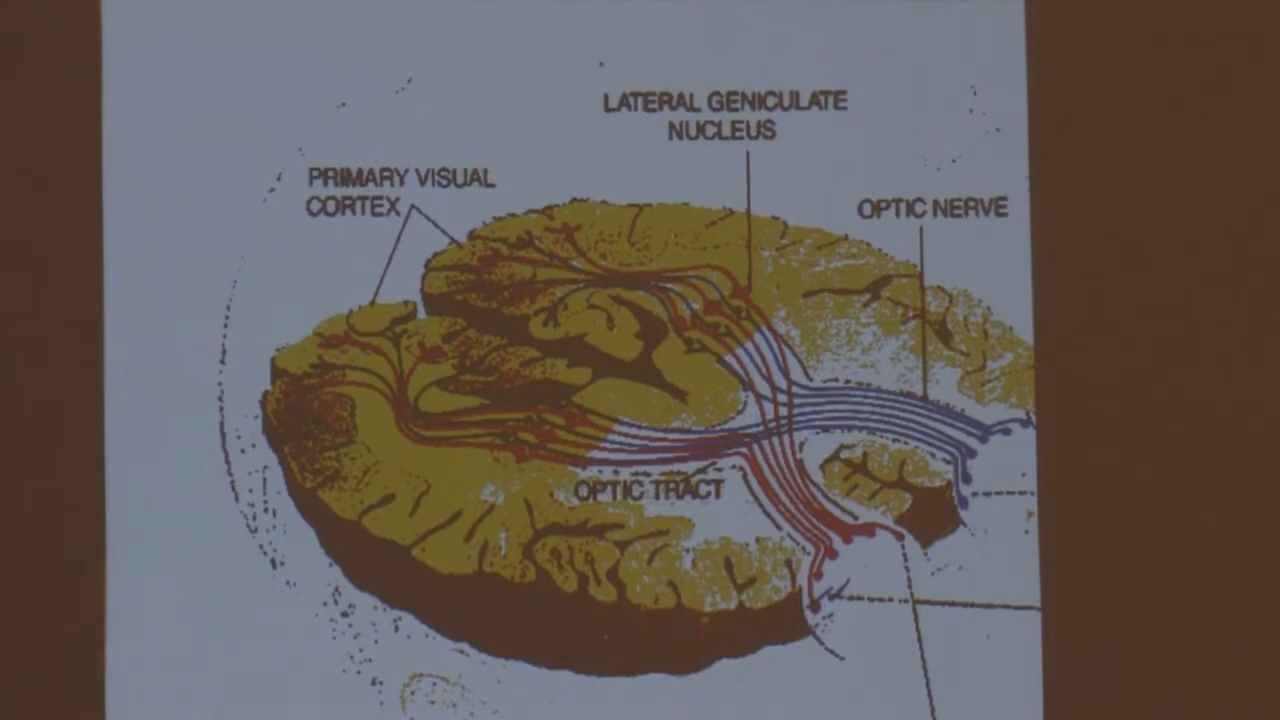 LATERAL GENICULATE
NUCLEUS
PRIMARY VISUAL
CORTEX
OPTIC NERVE
OPTIC TRACT